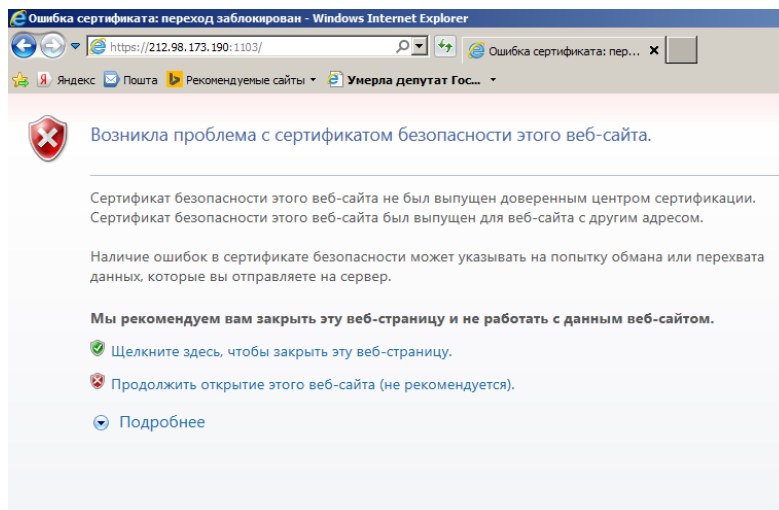 Ошибка сертификата: переход заблокирован - Windows Internet Explorer
https://212.98.173.190:1103/
Ошибка сертификата: пер...
Яндекс Почта Рекомендуемые сайты Умерла депутат Гос...
Возникла проблема с сертификатом безопасности этого веб-сайта.
Сертификат безопасности этого веб-сайта не был выпущен доверенным центром сертификации.
Сертификат безопасности этого веб-сайта был выпущен для веб-сайта с другим адресом.
Наличие ошибок в сертификате безопасности может указывать на попытку обмана или перехвата
данных, которые вы отправляете на сервер.
Мы рекомендуем вам закрыть эту веб-страницу и не работать с данным веб-сайтом.
Щелкните здесь, чтобы закрыть эту веб-страницу.
Продолжить открытие этого веб-сайта (не рекомендуется).
Подробнее